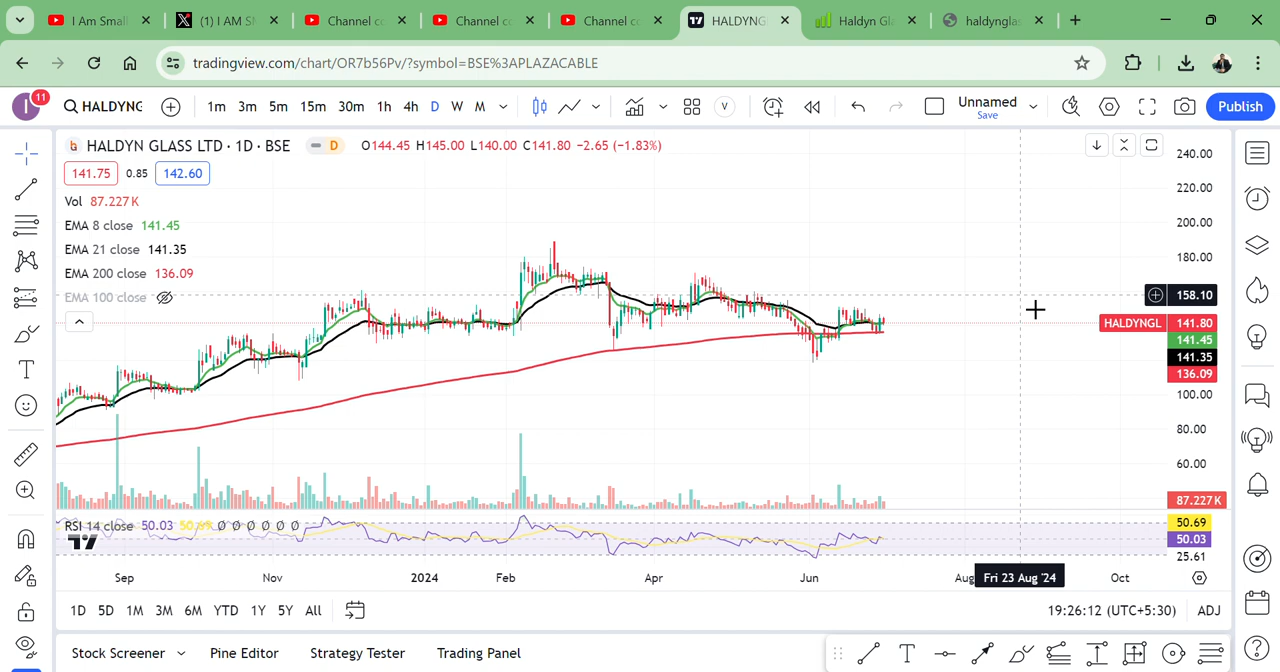 I Am Small
(1) I AM SM
Channel co
Channel co
Channel co
HALDYNG
Haldyn Gl
haldynglas
tradingview.com/chart/OR7b56Pv/?symbol=BSE%3APLAZACABLE
I 11 HALDYNG 1m 3m 5m 15m 30m 1h 4h D W M V Unnamed Save Publish
HALDYN GLASS LTD · 1D · BSE D O144.45 H145.00 L140.00 C141.80 −2.65 (−1.83%)
141.75 0.85 142.60
Vol 87.227K
EMA 8 close 141.45
EMA 21 close 141.35
EMA 200 close 136.09
EMA 100 close
240.00
220.00
200.00
180.00
158.10
HALDYNGL 141.80
141.45
141.35
136.09
100.00
80.00
60.00
87.227K
RSI 14 close 50.03 Ø Ø Ø Ø Ø Ø
50.69
50.03
25.61
Sep Nov 2024 Feb Apr Jun Aug Fri 23 Aug '24 Oct
1D 5D 1M 3M 6M YTD 1Y 5Y All 19:26:12 (UTC+5:30) ADJ
Stock Screener Pine Editor Strategy Tester Trading Panel